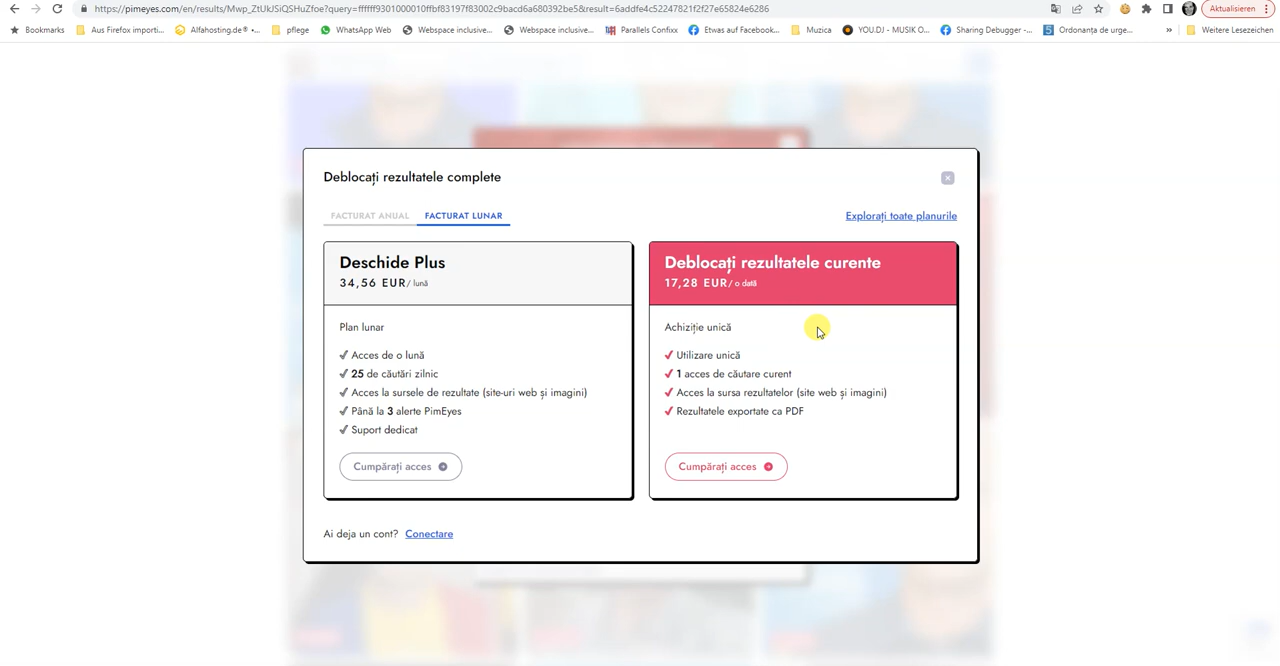 https://pimeyes.com/en/results/Mwp_ZtUkJSiQSHuZfoe?query=ffffff9301000010ffbf83197f83002c9bacd6a680392be5&result=6addfe4c52247821f2f27e65824e6286
Aktualisieren
Bookmarks Aus Firefox importi... Alfahosting.de® •... pflege WhatsApp Web Webspace inclusive... Webspace inclusive... Parallels Confixx Etwas auf Facebook... Muzica YOU.DJ - MUSIK O... Sharing Debugger -... Ordonanța de urge... » Weitere Lesezeichen
Deblocați rezultatele complete
FACTURAT ANUAL FACTURAT LUNAR Explorați toate planurile
Deschide Plus
34,56 EUR/ lună
Plan lunar
Acces de o lună
25 de căutări zilnic
Acces la sursele de rezultate (site-uri web și imagini)
Până la 3 alerte PimEyes
Suport dedicat
Cumpărați acces
Deblocați rezultatele curente
17,28 EUR/ o dată
Achiziție unică
Utilizare unică
1 acces de căutare curent
Acces la sursa rezultatelor (site web și imagini)
Rezultatele exportate ca PDF
Cumpărați acces
Ai deja un cont? Conectare